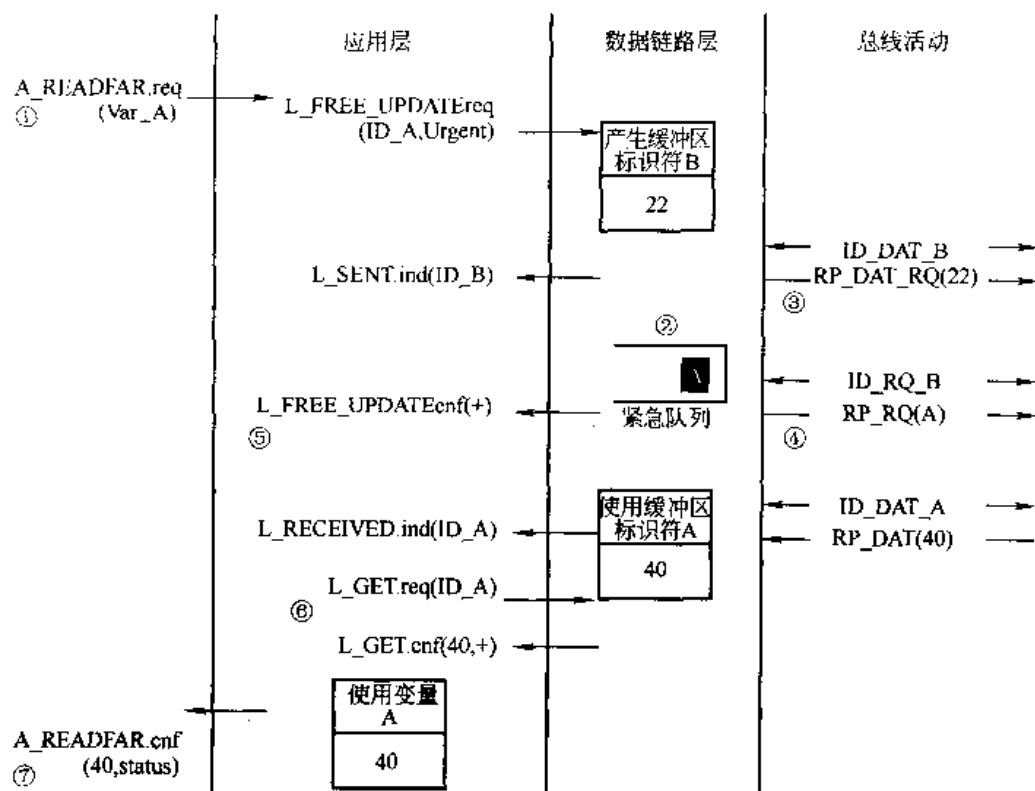 应用层
数据链路层
总线活动
A_READFAR.req
(Var_A)
①
L_FREE_UPDATEreq
(ID_A,Urgent)
产生缓冲区
标识符B
22
ID_DAT_B
L_SENT.ind(ID_B)
RP_DAT_RQ(22)
③
②
ID_RQ_B
L_FREE_UPDATEcnf(+)
紧急队列
RP_RQ(A)
⑤
④
使用缓冲区
标识符A
ID_DAT_A
L_RECEIVED.ind(ID_A)
RP_DAT(40)
40
L_GET.req(ID_A)
⑥
L_GET.cnf(40,+)
使用变量
A
A_READFAR.cnf
(40,status)
40
⑦